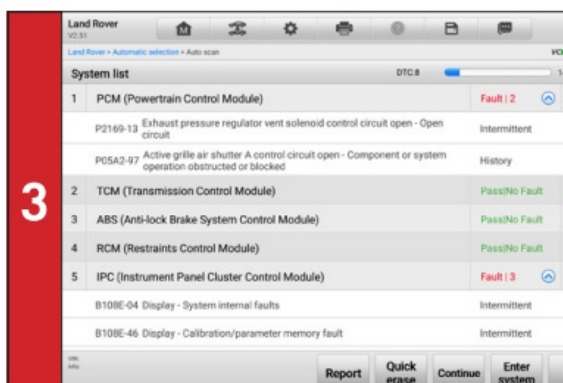 3
Land Rover
V2.51
Land Rover > Automatic selection > Auto scan
VCI
System list
DTC:8
1 PCM (Powertrain Control Module) Fault | 2
P2169-13 Exhaust pressure regulator vent solenoid control circuit open - Open
circuit
Intermittent
P05A2-97 Active grille air shutter A control circuit open - Component or system
operation obstructed or blocked
History
2 TCM (Transmission Control Module) Pass|No Fault
3 ABS (Anti-lock Brake System Control Module) Pass|No Fault
4 RCM (Restraints Control Module) Pass|No Fault
5 IPC (Instrument Panel Cluster Control Module) Fault | 3
B108E-04 Display - System internal faults Intermittent
B108E-46 Display - Calibration/parameter memory fault Intermittent
Report
Quick
erase
Continue
Enter
system